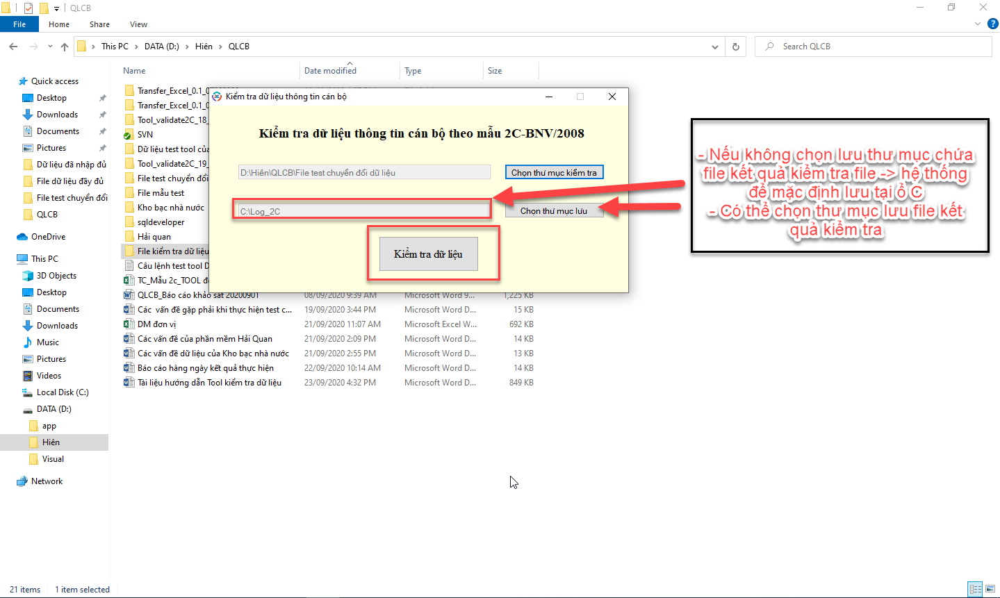 QLCB
File Home Share View
This PC > DATA (D:) > Hiên > QLCB
Search QLCB
Name Date modified Type Size
Quick access
Desktop
Downloads
Documents
Pictures
Dữ liệu đã nhập đủ
File dữ liệu đầy đủ
File test chuyển đổi
QLCB
OneDrive
This PC
3D Objects
Desktop
Documents
Downloads
Music
Pictures
Videos
Local Disk (C:)
DATA (D:)
app
Hiên
Visual
Network
Transfer_Excel_0.1_0
Transfer_Excel_0.1_0
Tool_validate2C_18_
SVN
Dữ liệu test tool củа
Tool_validate2C_19_
File test chuyển đổi
File mẫu test
Kho bạc nhà nước
sqldeveloper
Hải quan
File kiểm tra dữ liệu
Câu lệnh test tool D
TC_Mẫu 2c_TOOL đ
QLCB_Báo cáo khảo sát 20200901 08/09/2020 9:39 AM Microsoft Word 9... 1,225 KB
Các vấn đề gặp phải khi thực hiện test c... 19/09/2020 3:44 PM Microsoft Word D... 15 KB
DM đơn vị 21/09/2020 11:07 AM Microsoft Excel W... 692 KB
Các vấn đề của phần mềm Hải Quan 21/09/2020 2:09 PM Microsoft Word D... 14 KB
Các vấn đề dữ liệu của Kho bạc nhà nước 21/09/2020 2:55 PM Microsoft Word D... 13 KB
Báo cáo hàng ngày kết quả thực hiện 22/09/2020 10:14 AM Microsoft Word D... 14 KB
Tài liệu hướng dẫn Tool kiểm tra dữ liệu 23/09/2020 4:32 PM Microsoft Word D... 849 KB
Kiểm tra dữ liệu thông tin cán bộ
Kiểm tra dữ liệu thông tin cán bộ theo mẫu 2C-BNV/2008
D:\Hiên\QLCB\File test chuyển đổi dữ liệu Chọn thư mục kiểm tra
C:\Log_2C Chọn thư mục lưu
Kiểm tra dữ liệu
- Nếu không chọn lưu thư mục chứa
file kết quả kiểm tra file -> hệ thống
để mặc định lưu tại ổ C
- Có thể chọn thư mục lưu file kết
quả kiểm tra
21 items 1 item selected